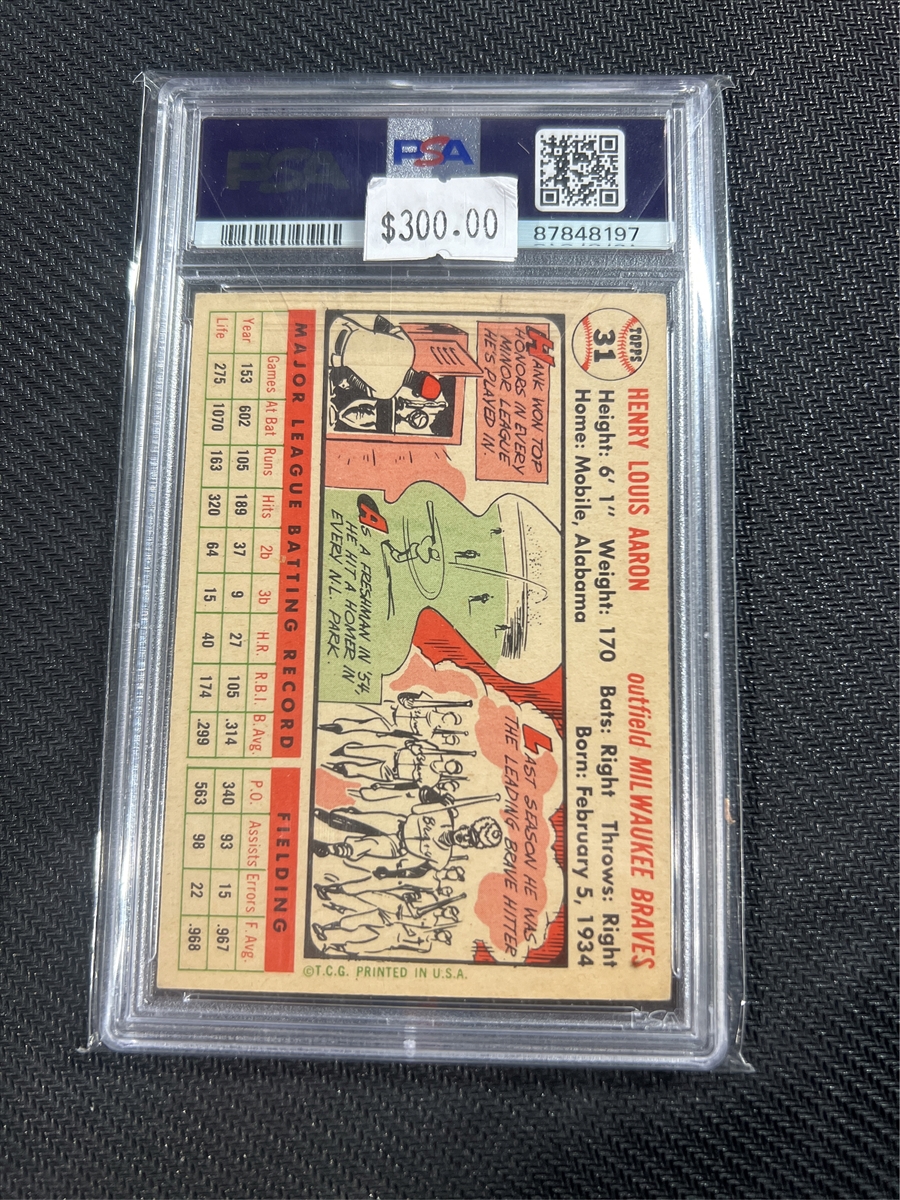 PSA
PSA
$300.00
87848197
TOPPS
31
HENRY LOUIS AARON outfield MILWAUKEE BRAVES
Height: 6' 1" Weight: 170 Bats: Right Throws: Right
Home: Mobile, Alabama Born: February 5, 1934
HANK WON TOP
HONORS IN EVERY
MINOR LEAGUE
HE'S PLAYED IN.
AS A FRESHMAN IN '54,
HE HIT A HOMER IN
EVERY N.L. PARK.
LAST SEASON HE WAS
THE LEADING BRAVE HITTER
MAJOR LEAGUE BATTING RECORD FIELDING
Games At Bat Runs Hits 2b 3b H.R. R.B.I. B. Avg. P.O. Assists Errors F. Avg.
Year 153 602 105 189 37 9 27 105 .314 340 93 15 .967
Life 275 1070 163 320 64 15 40 174 .299 563 98 22 .968
©T.C.G. PRINTED IN U.S.A.
PSA